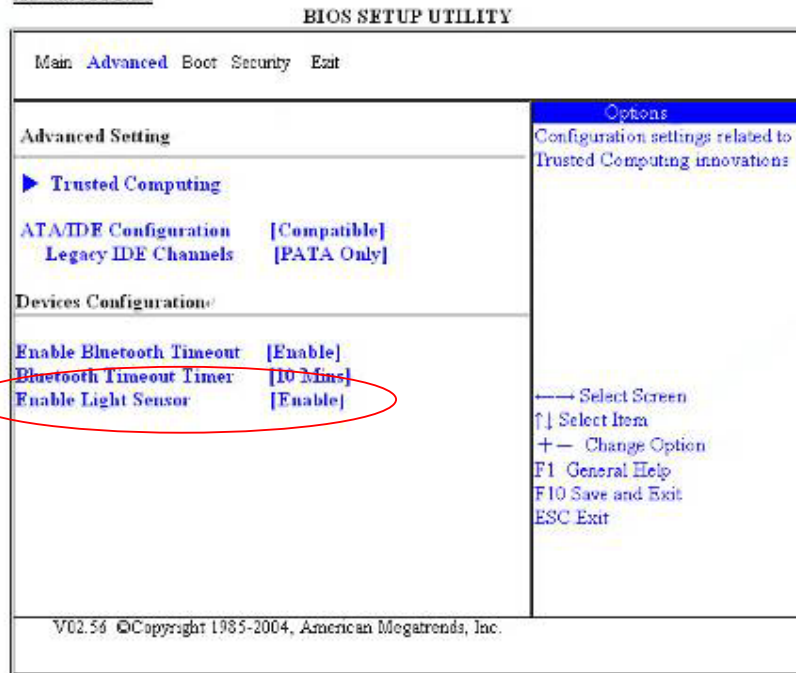 BIOS SETUP UTILITY
Main Advanced Boot Security Exit
Advanced Setting
▶ Trusted Computing
ATA/IDE Configuration [Compatible]
Legacy IDE Channels [PATA Only]
Devices Configuration
Enable Bluetooth Timeout [Enable]
Bluetooth Timeout Timer [10 Mins]
Enable Light Sensor [Enable]
Options
Configuration settings related to
Trusted Computing innovations
←→ Select Screen
↑↓ Select Item
+— Change Option
F1 General Help
F10 Save and Exit
ESC Exit
V02.56 ©Copyright 1985-2004, American Megatrends, Inc.